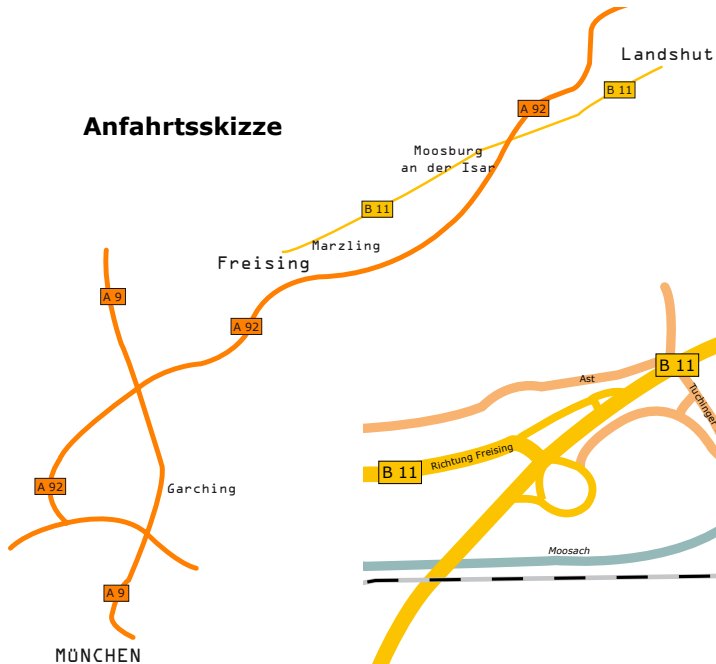 Landshut
B 11
A 92
Anfahrtsskizze
Moosburg
an der Isar
B 11
Marzling
Freising
A 9
A 92
B 11
Ast
Tuchinger
Richtung Freising
B 11
A 92
Garching
Moosach
A 9
MÜNCHEN